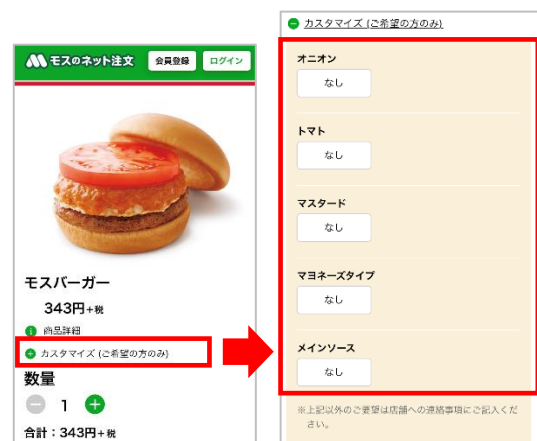 モスのネット注文
会員登録
ログイン
モスバーガー
343円+税
商品詳細
カスタマイズ (ご希望の方のみ)
数量
1
合計：343円+税
カスタマイズ (ご希望の方のみ)
オニオン
なし
トマト
なし
マスタード
なし
マヨネーズタイプ
なし
メインソース
なし
※上記以外のご要望は店舗への連絡事項にご記入くだ
さい。